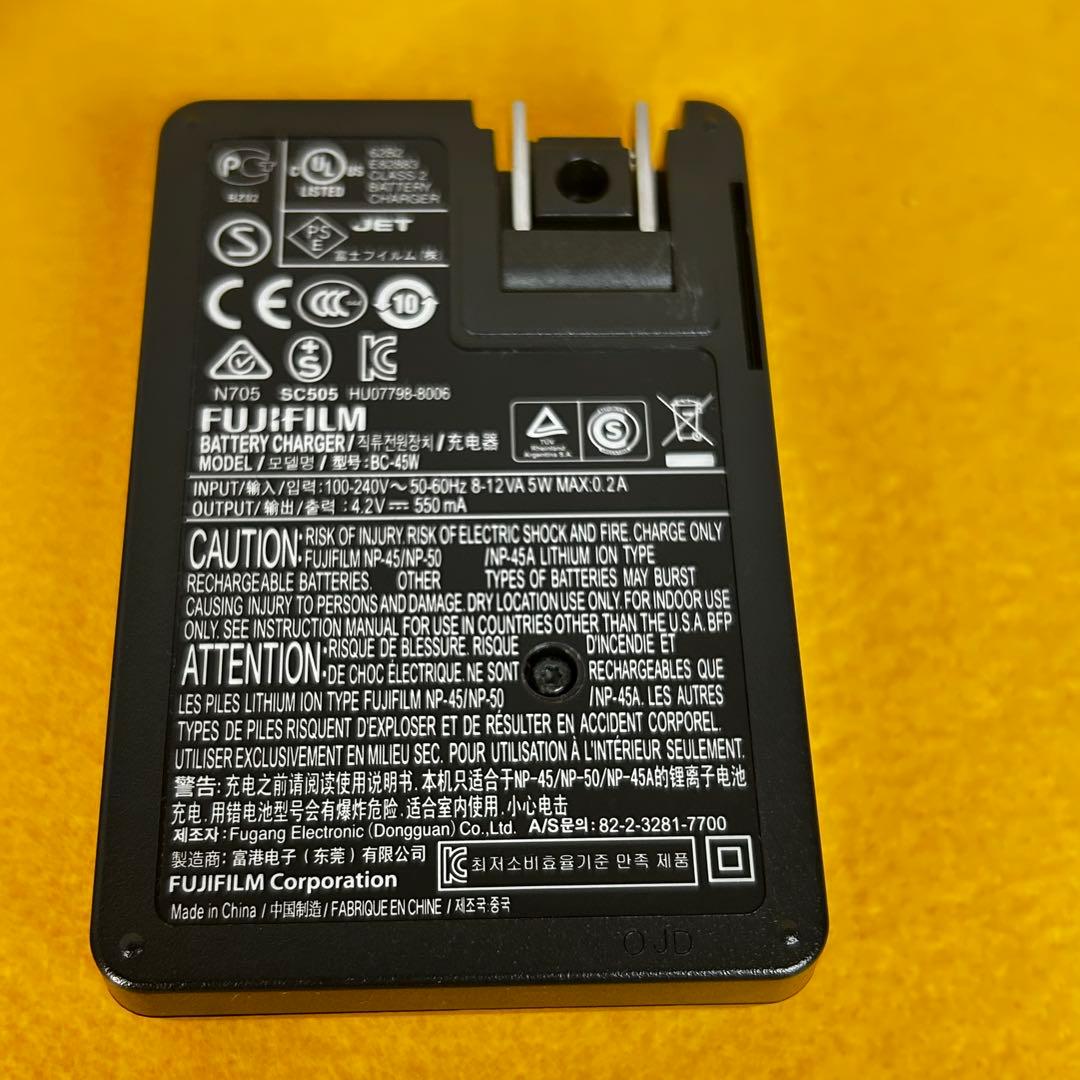 PG
BZ02
c UL US
LISTED
62B2
E82883
CLASS 2
BATTERY
CHARGER
S
PS
E
JET
富士フイルム(株)
CE
CCC
10
N705
S
SC505
KC
HU07798-8006
FUJIFILM
BATTERY CHARGER/직류전원장치/充电器
MODEL/모델명/型号:BC-45W
TÜV
Rheinland
Argentina S.A.
S
INPUT/输入/입력:100-240V～50-60Hz 8-12VA 5W MAX:0.2A
OUTPUT/输出/출력:4.2V⎓550mA
CAUTION:RISK OF INJURY. RISK OF ELECTRIC SHOCK AND FIRE. CHARGE ONLY
FUJIFILM NP-45/NP-50 /NP-45A LITHIUM ION TYPE
RECHARGEABLE BATTERIES. OTHER TYPES OF BATTERIES MAY BURST
CAUSING INJURY TO PERSONS AND DAMAGE. DRY LOCATION USE ONLY. FOR INDOOR USE
ONLY. SEE INSTRUCTION MANUAL FOR USE IN COUNTRIES OTHER THAN THE U.S.A. BFP
ATTENTION:RISQUE DE BLESSURE. RISQUE D'INCENDIE ET
DE CHOC ÉLECTRIQUE. NE SONT RECHARGEABLES QUE
LES PILES LITHIUM ION TYPE FUJIFILM NP-45/NP-50 /NP-45A. LES AUTRES
TYPES DE PILES RISQUENT D'EXPLOSER ET DE RÉSULTER EN ACCIDENT CORPOREL.
UTILISER EXCLUSIVEMENT EN MILIEU SEC. POUR UTILISATION À L'INTÉRIEUR SEULEMENT.
警告:充电之前请阅读使用说明书.本机只适合于NP-45/NP-50/NP-45A的锂离子电池
充电.用错电池型号会有爆炸危险.适合室内使用.小心电击
제조자:Fugang Electronic (Dongguan) Co.,Ltd. A/S문의:82-2-3281-7700
製造商:富港电子(东莞)有限公司
KC 최저소비효율기준 만족 제품
FUJIFILM Corporation
Made in China/中国制造/FABRIQUE EN CHINE/제조국:중국
OJD